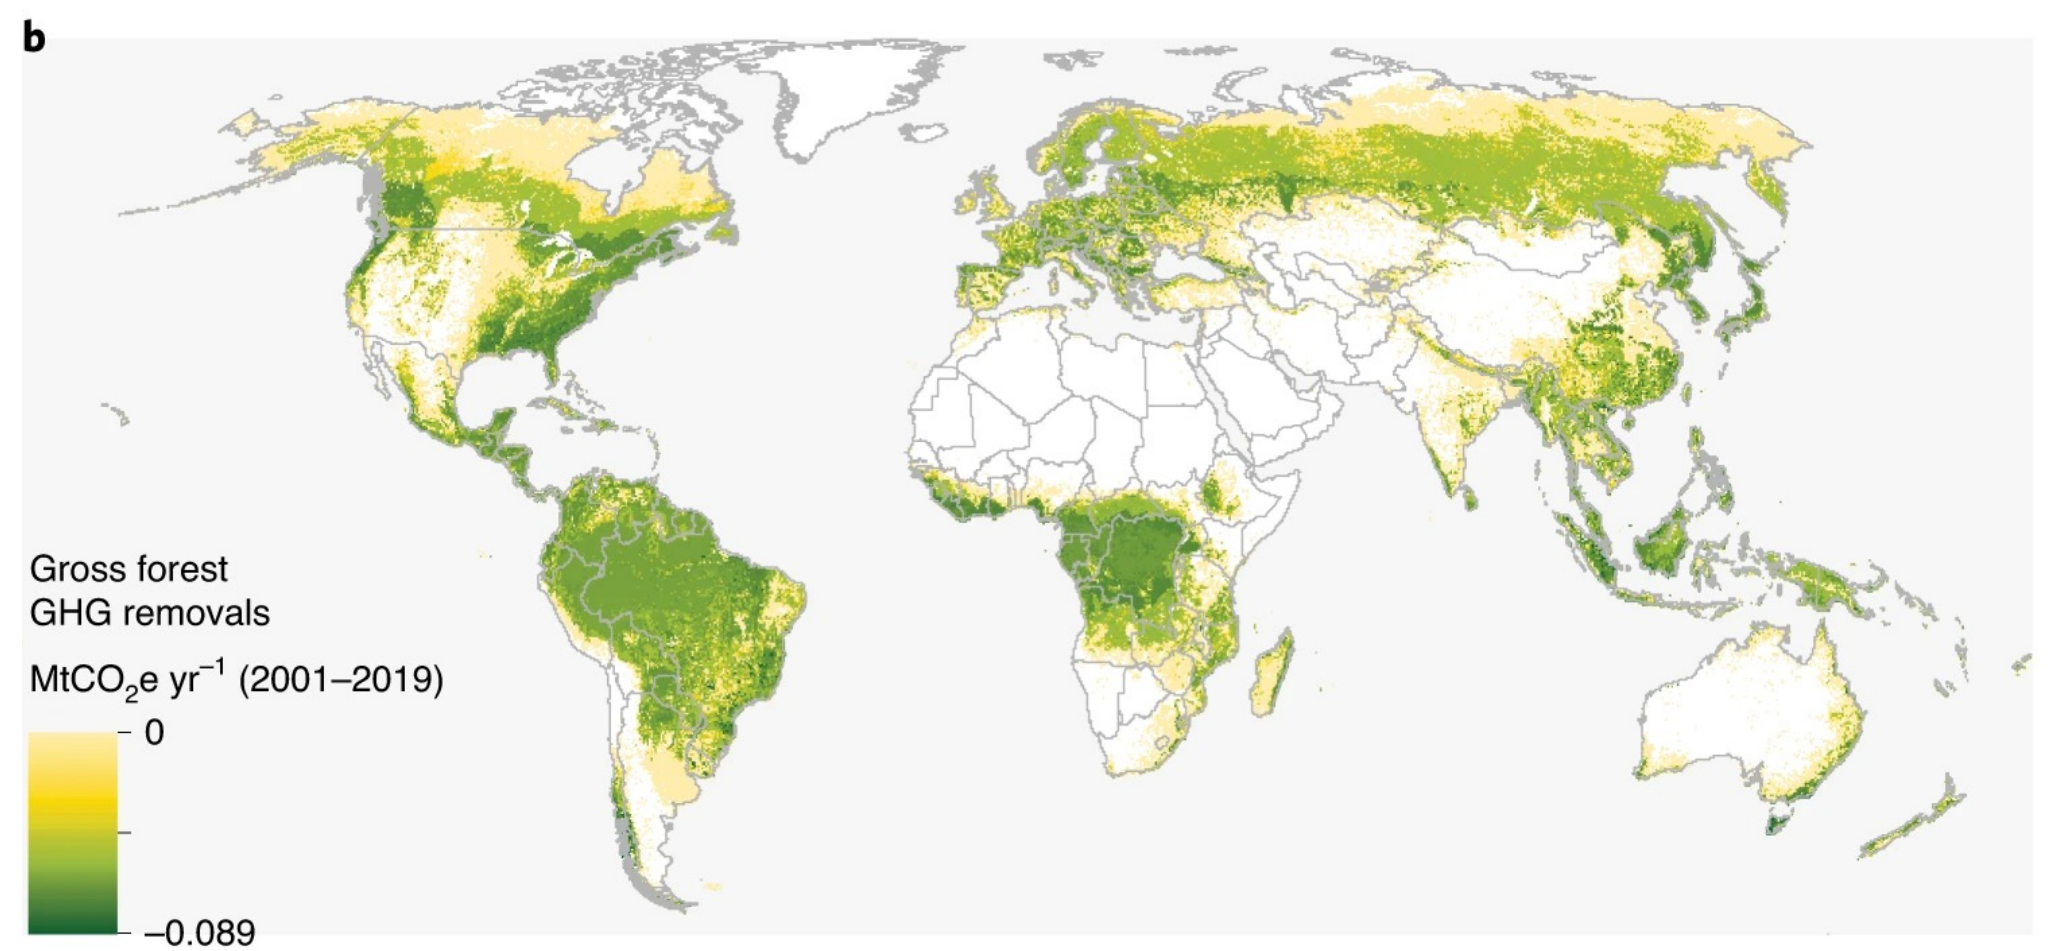 b
Gross forest
GHG removals
MtCO₂e yr⁻¹ (2001–2019)
0
−0.089